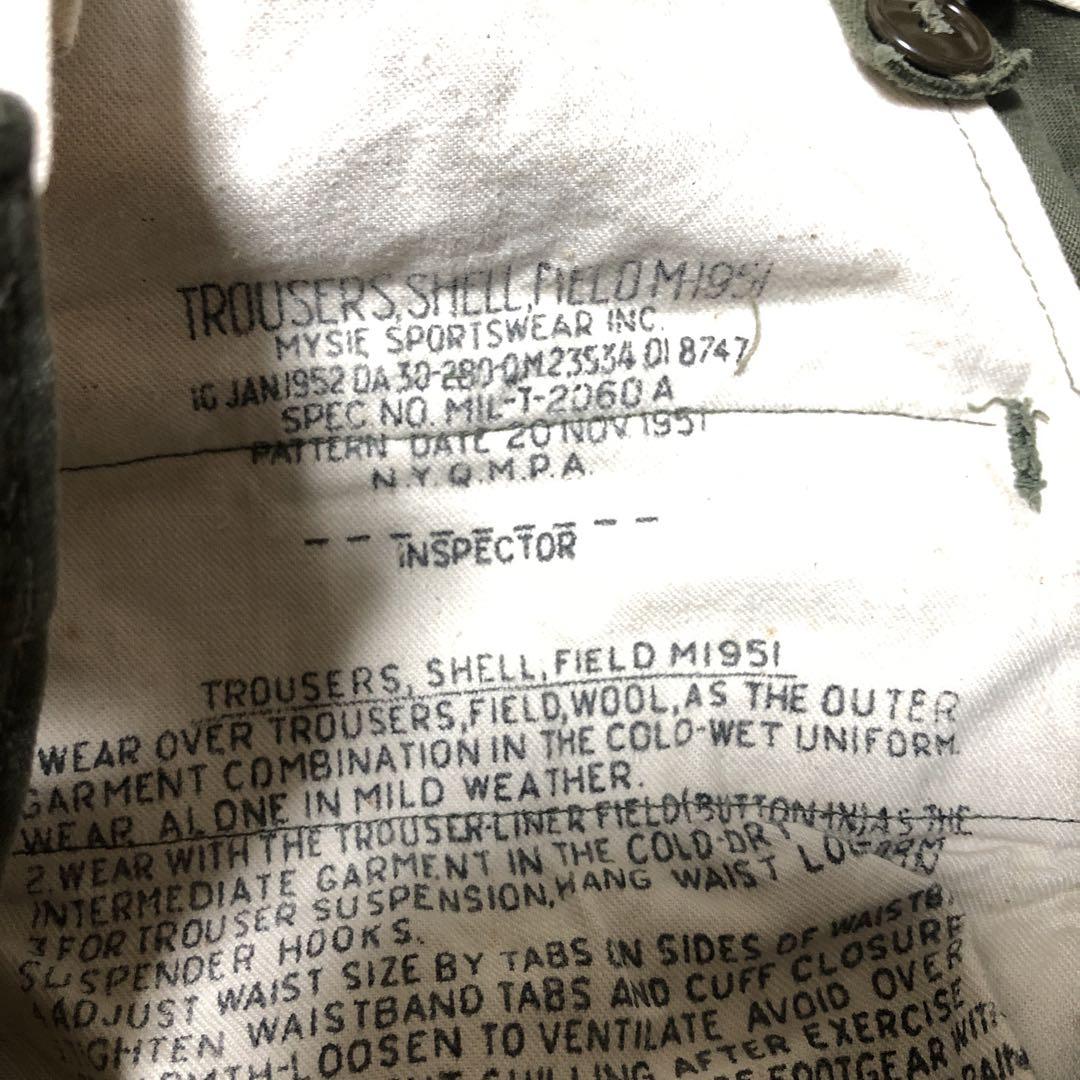 TROUSERS, SHELL, FIELD M1951
MYSIE SPORTSWEAR INC.
16 JAN.1952 DA 30-280-QM 23534 OI 8747
SPEC NO. MIL-T-2060 A
PATTERN DATE 20 NOV. 1951
N.Y. Q.M.P.A.
INSPECTOR
TROUSERS, SHELL, FIELD M1951
WEAR OVER TROUSERS, FIELD, WOOL, AS THE OUTER
GARMENT COMBINATION IN THE COLD-WET UNIFORM.
WEAR ALONE IN MILD WEATHER.
2. WEAR WITH THE TROUSER-LINER FIELD (BUTTON IN) AS THE
INTERMEDIATE GARMENT IN THE COLD-DRY
3 FOR TROUSER SUSPENSION, HANG WAIST
SUSPENDER HOOKS.
ADJUST WAIST SIZE BY TABS IN SIDES OF WAISTB.
TIGHTEN WAISTBAND TABS AND CUFF CLOSURE
-LOOSEN TO VENTILATE AVOID OVER
CHILLING AFTER EXERCISE
FOOTGEAR WITH